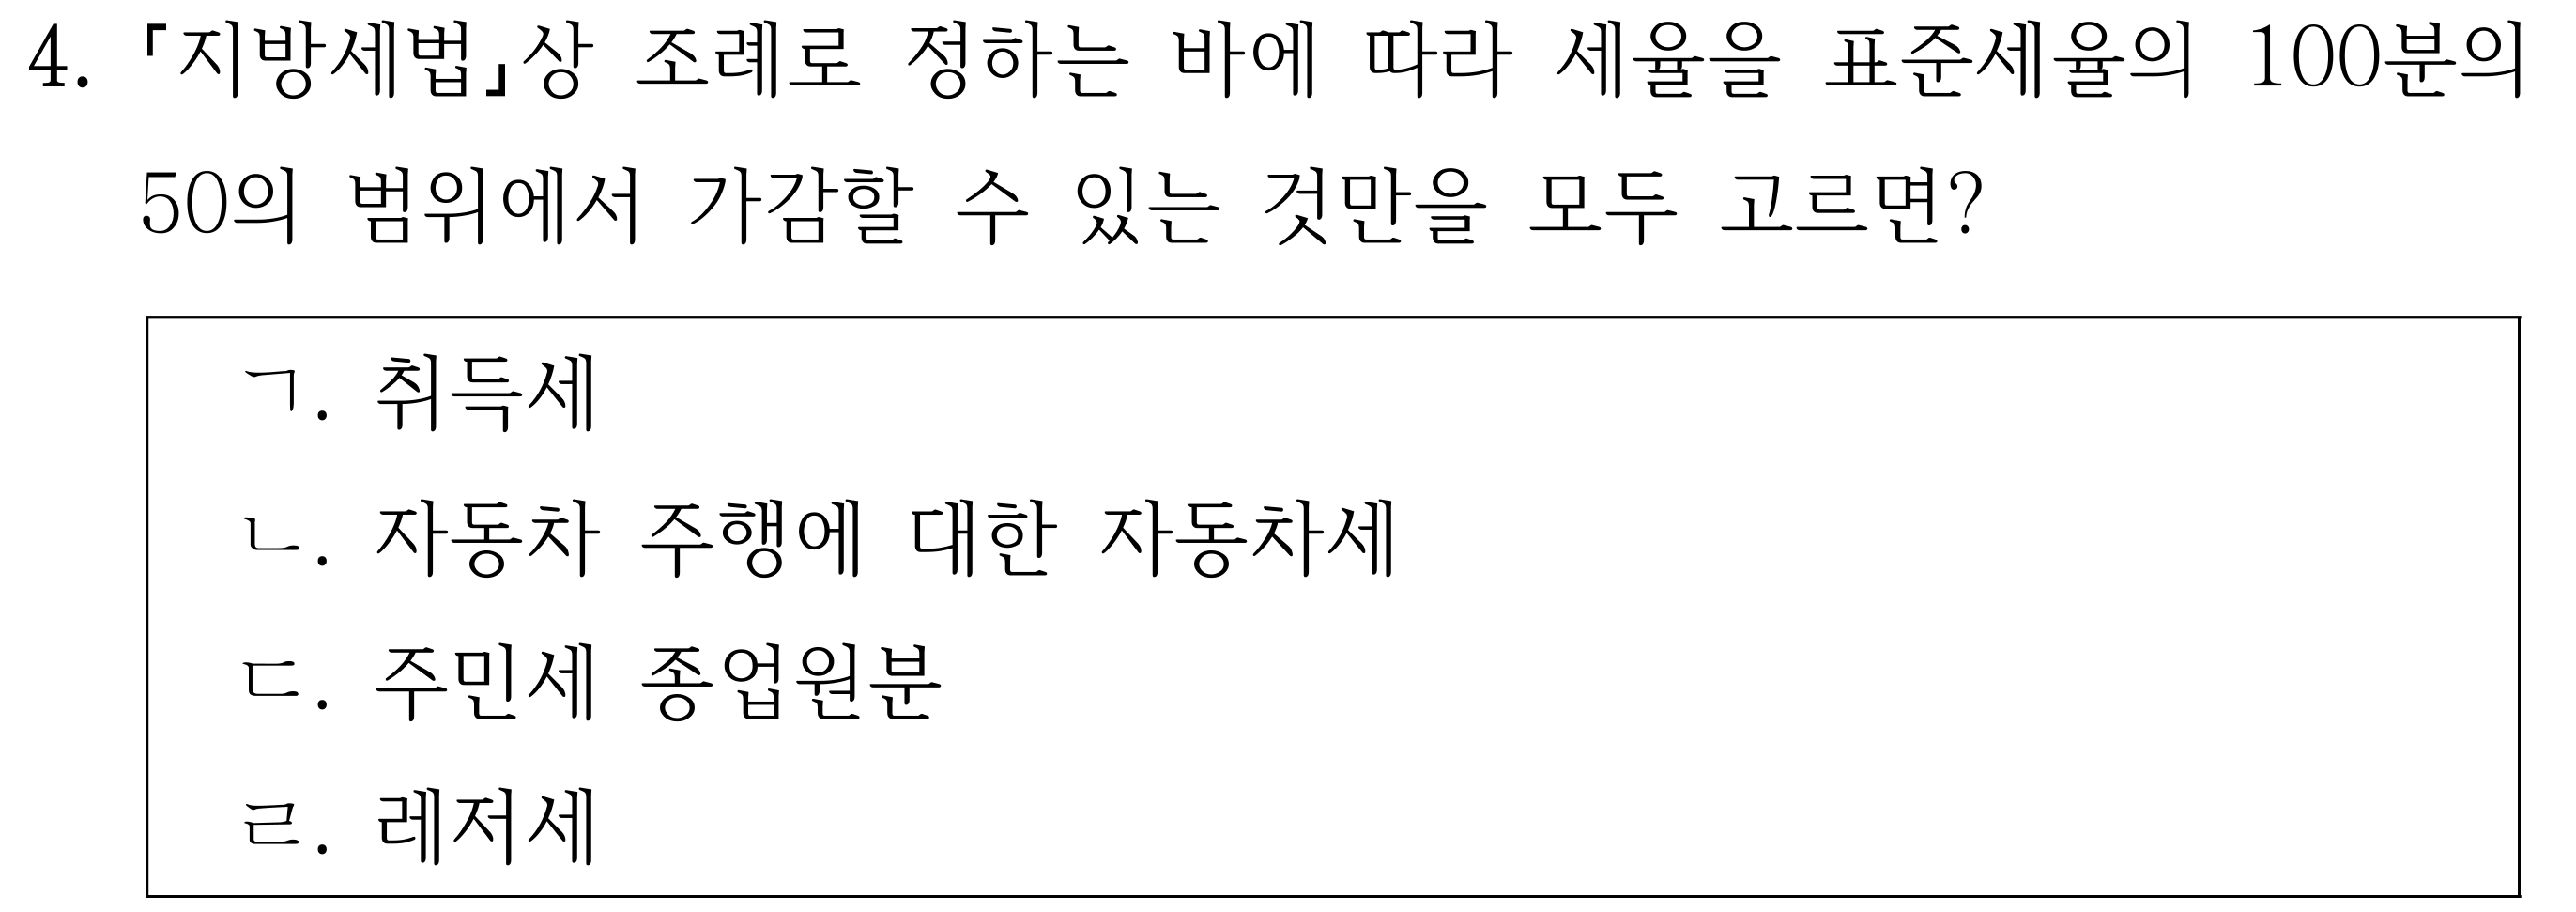 4. 「지방세법」상 조례로 정하는 바에 따라 세율을 표준세율의 100분의
50의 범위에서 가감할 수 있는 것만을 모두 고르면?
ㄱ. 취득세
ㄴ. 자동차 주행에 대한 자동차세
ㄷ. 주민세 종업원분
ㄹ. 레저세